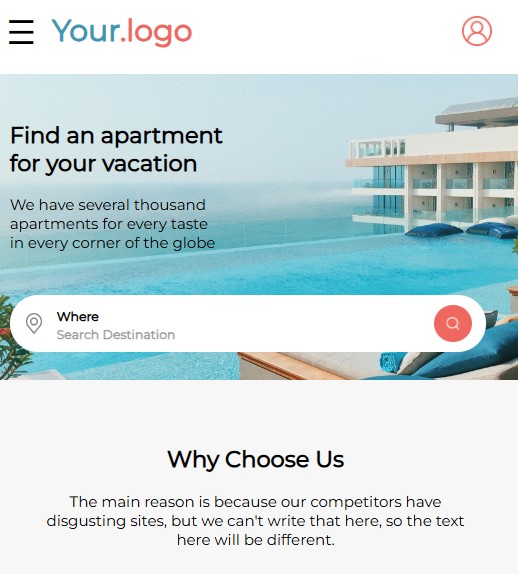 Your.logo
Find an apartment
for your vacation
We have several thousand
apartments for every taste
in every corner of the globe
Where
Search Destination
Why Choose Us
The main reason is because our competitors have
disgusting sites, but we can't write that here, so the text
here will be different.